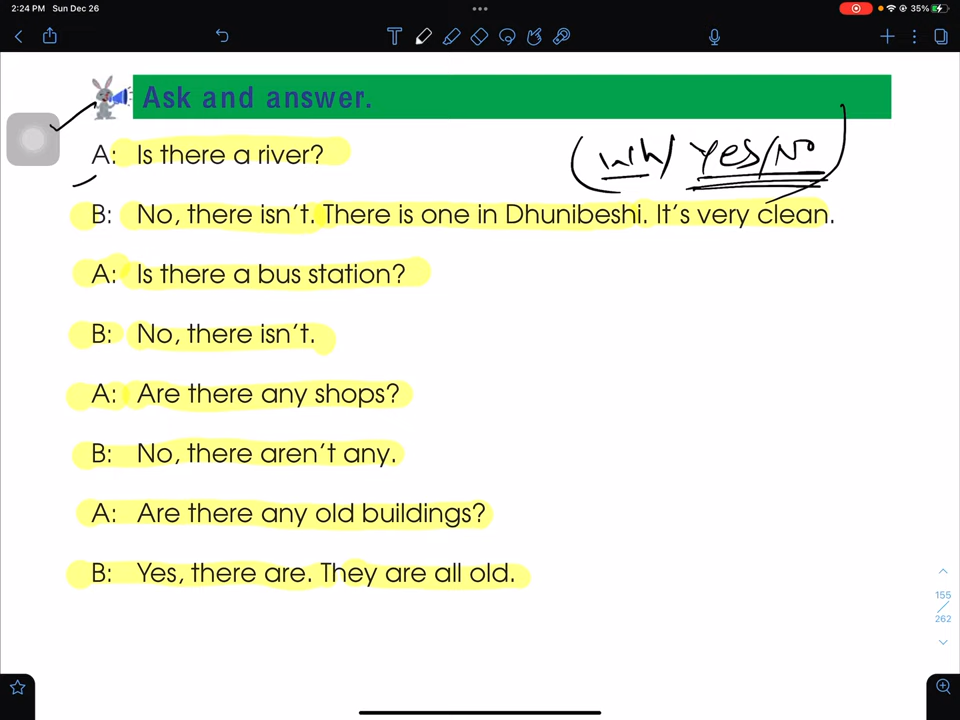 2:24 PM Sun Dec 26
35%
Ask and answer.
A: Is there a river?
(Wh/ Yes/No)
B: No, there isn't. There is one in Dhunibeshi. It's very clean.
A: Is there a bus station?
B: No, there isn't.
A: Are there any shops?
B: No, there aren't any.
A: Are there any old buildings?
B: Yes, there are. They are all old.
155
262